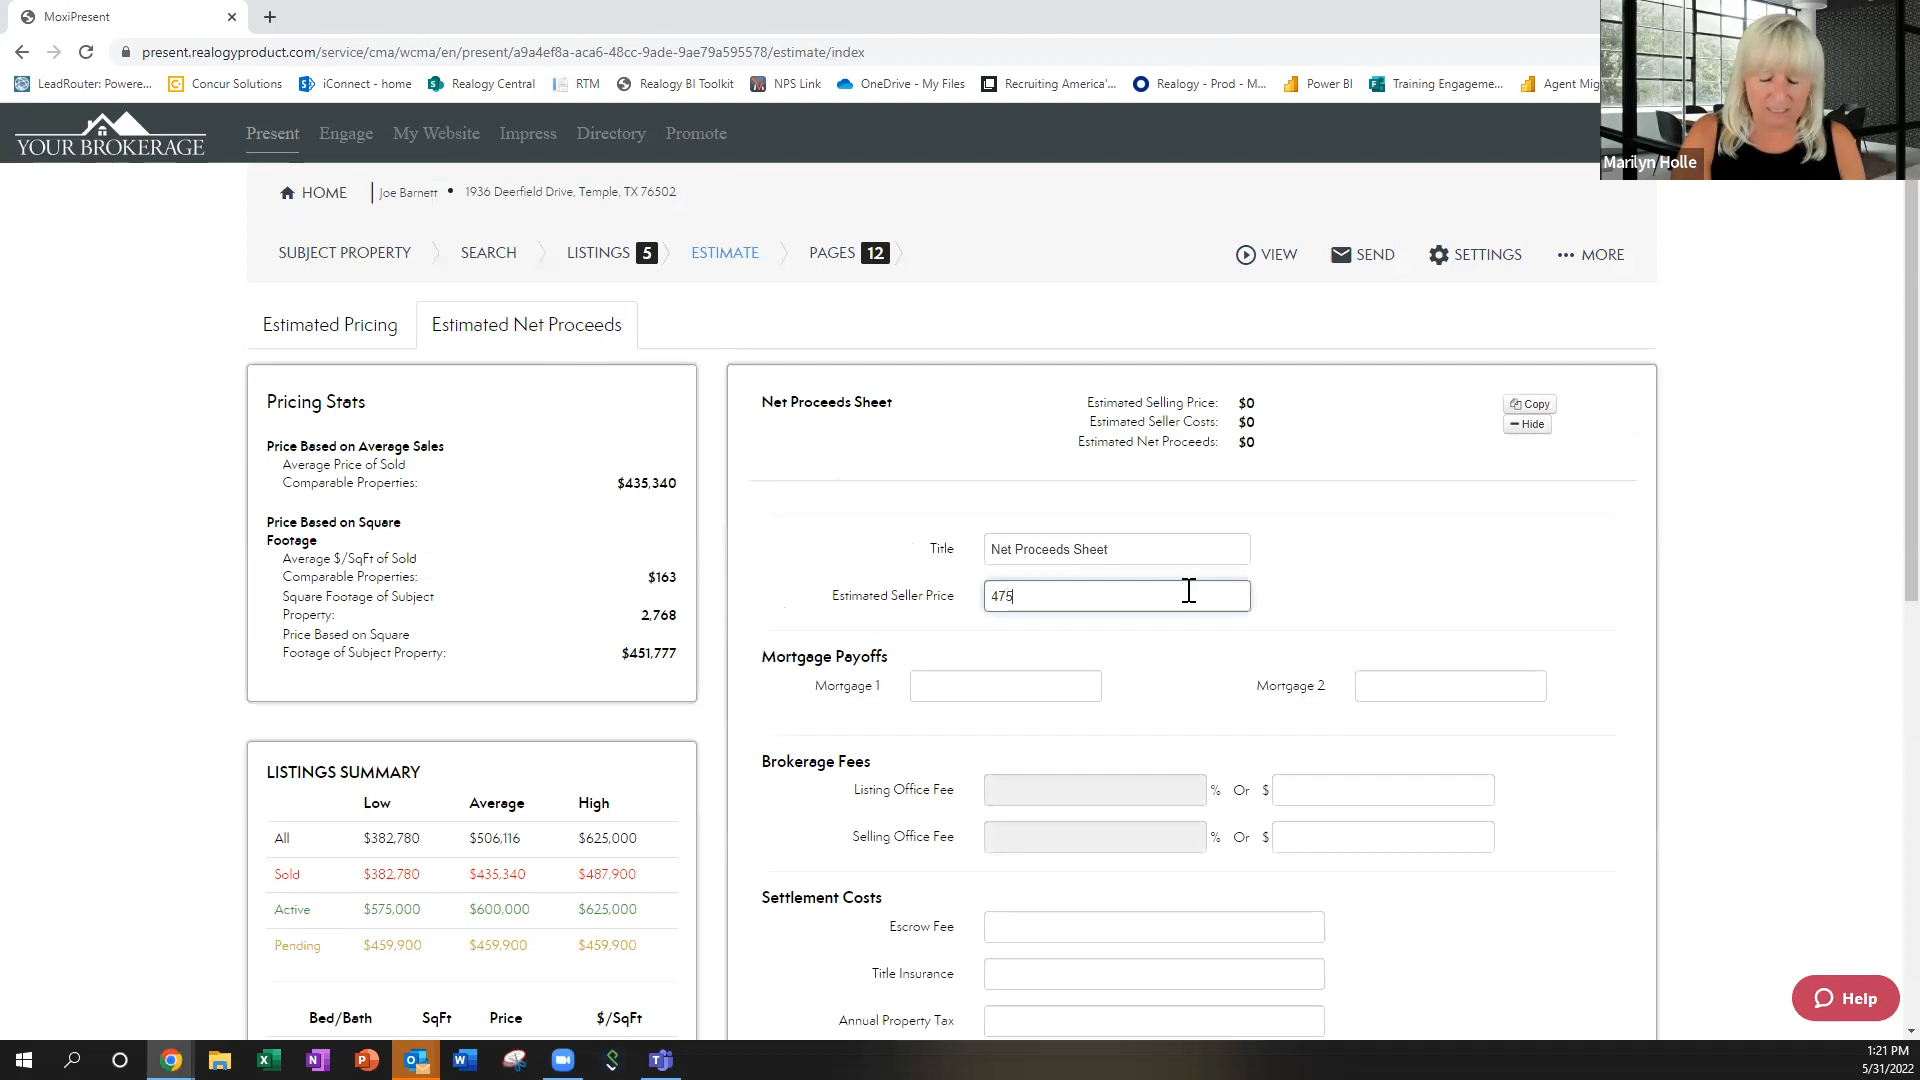 MoxiPresent
present.realogyproduct.com/service/cma/wcma/en/present/a9a4ef8a-aca6-48cc-9ade-9ae79a595578/estimate/index
LeadRouter: Powere... Concur Solutions iConnect - home Realogy Central RTM Realogy BI Toolkit NPS Link OneDrive - My Files Recruiting America'... Realogy - Prod - M... Power BI Training Engageme... Agent Mig
YOUR BROKERAGE
Present Engage My Website Impress Directory Promote
Marilyn Holle
HOME Joe Barnett • 1936 Deerfield Drive, Temple, TX 76502
SUBJECT PROPERTY SEARCH LISTINGS 5 ESTIMATE PAGES 12 VIEW SEND SETTINGS ••• MORE
Estimated Pricing Estimated Net Proceeds
Pricing Stats
Price Based on Average Sales
Average Price of Sold
Comparable Properties: $435,340
Price Based on Square
Footage
Average $/SqFt of Sold
Comparable Properties: $163
Square Footage of Subject
Property: 2,768
Price Based on Square
Footage of Subject Property: $451,777
LISTINGS SUMMARY
Low Average High
All $382,780 $506,116 $625,000
Sold $382,780 $435,340 $487,900
Active $575,000 $600,000 $625,000
Pending $459,900 $459,900 $459,900
Bed/Bath SqFt Price $/SqFt
Net Proceeds Sheet
Estimated Selling Price: $0
Estimated Seller Costs: $0
Estimated Net Proceeds: $0
Copy
Hide
Title Net Proceeds Sheet
Estimated Seller Price 475
Mortgage Payoffs
Mortgage 1 Mortgage 2
Brokerage Fees
Listing Office Fee % Or $
Selling Office Fee % Or $
Settlement Costs
Escrow Fee
Title Insurance
Annual Property Tax
Help
1:21 PM
5/31/2022